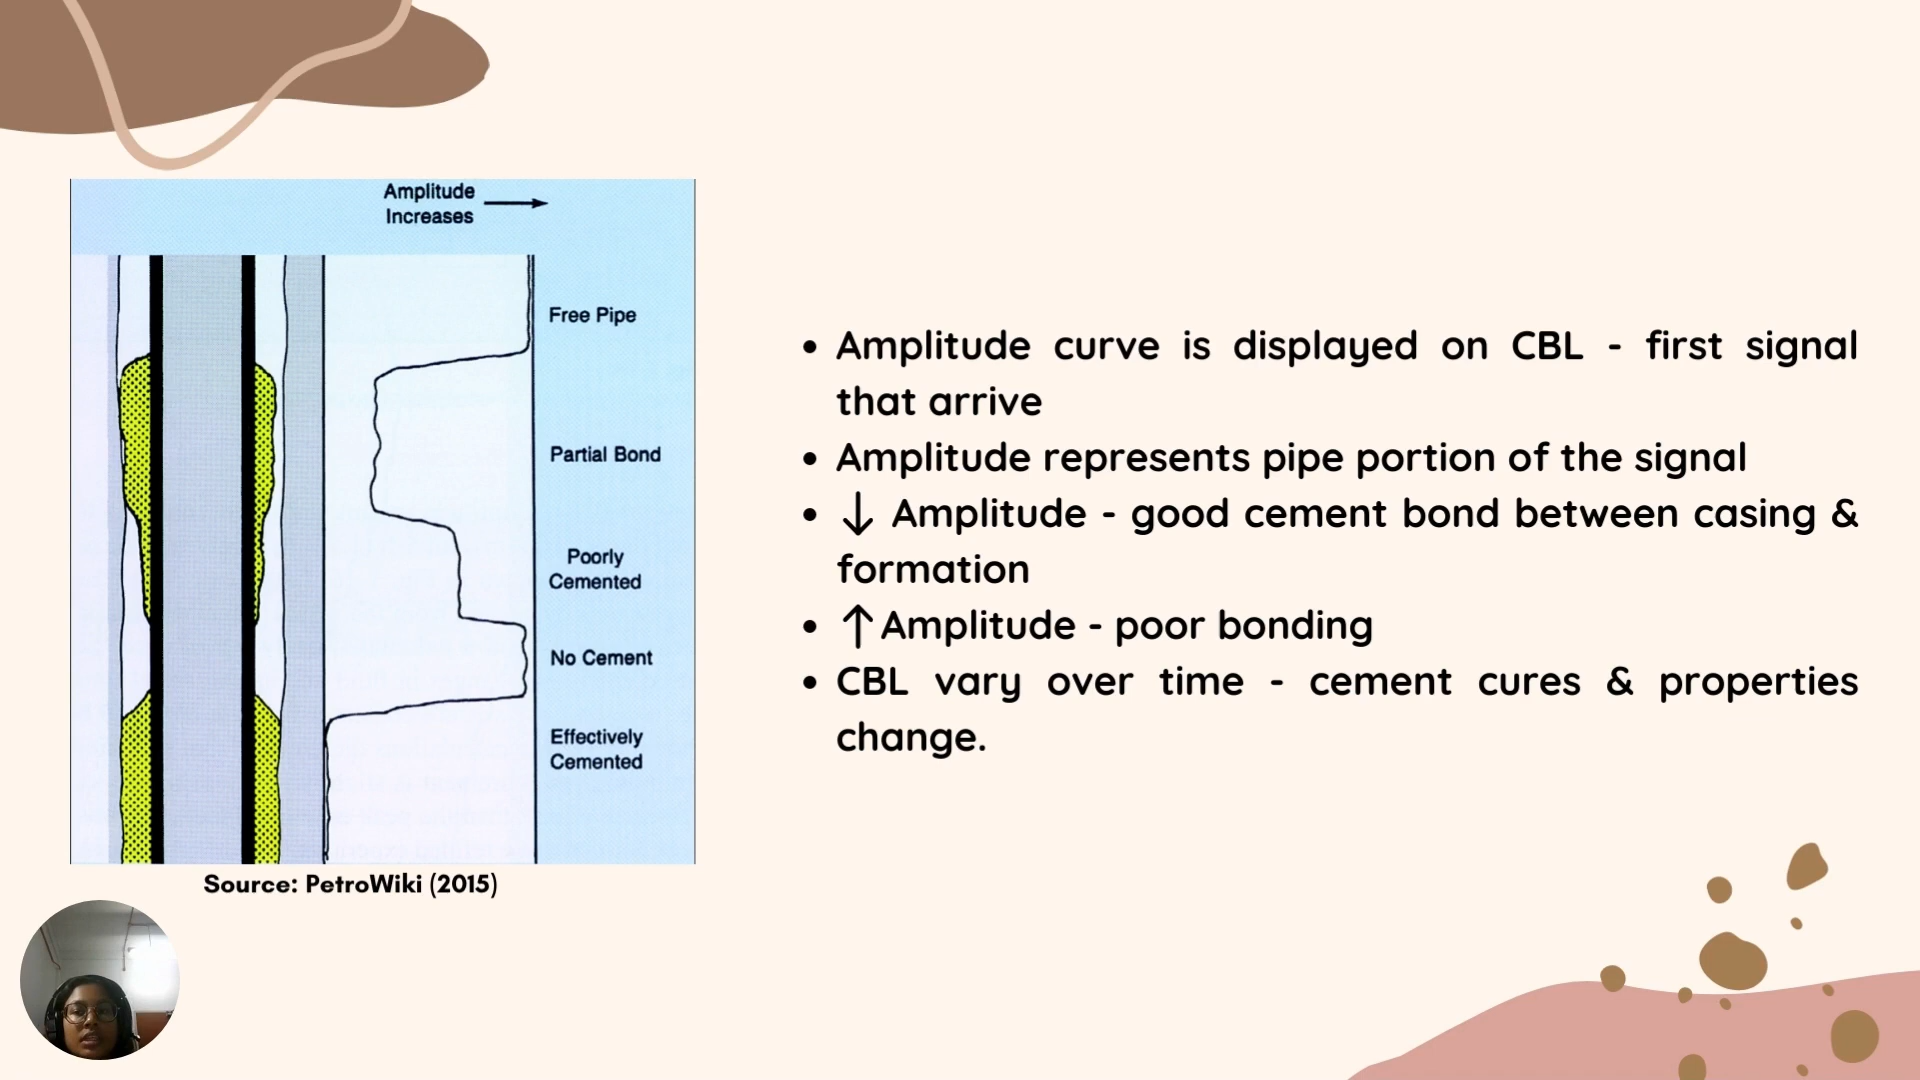 Amplitude
Increases
Free Pipe
Partial Bond
Poorly
Cemented
No Cement
Effectively
Cemented
Source: PetroWiki (2015)
• Amplitude curve is displayed on CBL - first signal
that arrive
• Amplitude represents pipe portion of the signal
• ↓ Amplitude - good cement bond between casing &
formation
• ↑Amplitude - poor bonding
• CBL vary over time - cement cures & properties
change.